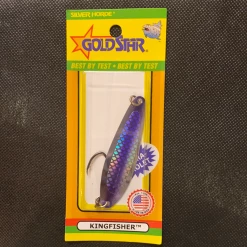 SILVER HORDE®
GOLD STAR
BEST BY TEST • BEST BY TEST
KINGFISHER™